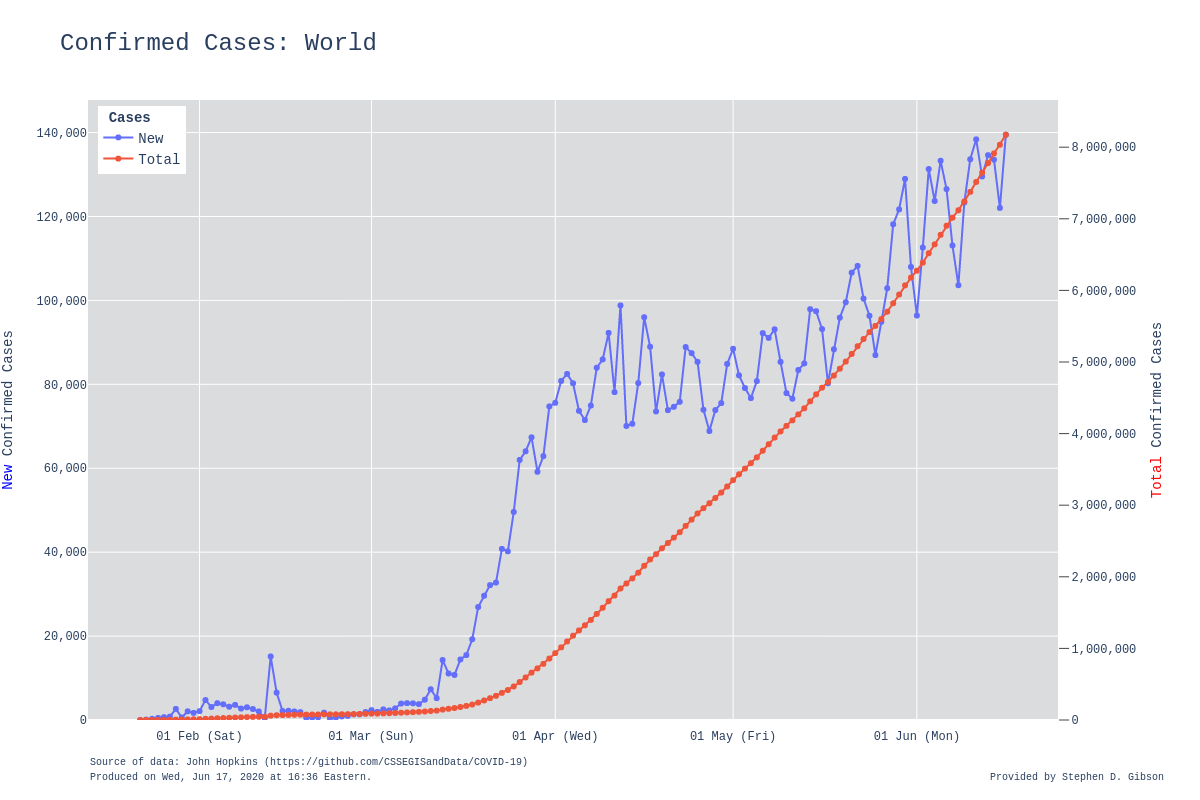 Confirmed Cases: World
Cases
New
Total
140,000
120,000
100,000
80,000
60,000
40,000
20,000
0
New Confirmed Cases
8,000,000
7,000,000
6,000,000
5,000,000
4,000,000
3,000,000
2,000,000
1,000,000
0
Total Confirmed Cases
01 Feb (Sat) 01 Mar (Sun) 01 Apr (Wed) 01 May (Fri) 01 Jun (Mon)
Source of data: John Hopkins (https://github.com/CSSEGISandData/COVID-19)
Produced on Wed, Jun 17, 2020 at 16:36 Eastern.
Provided by Stephen D. Gibson